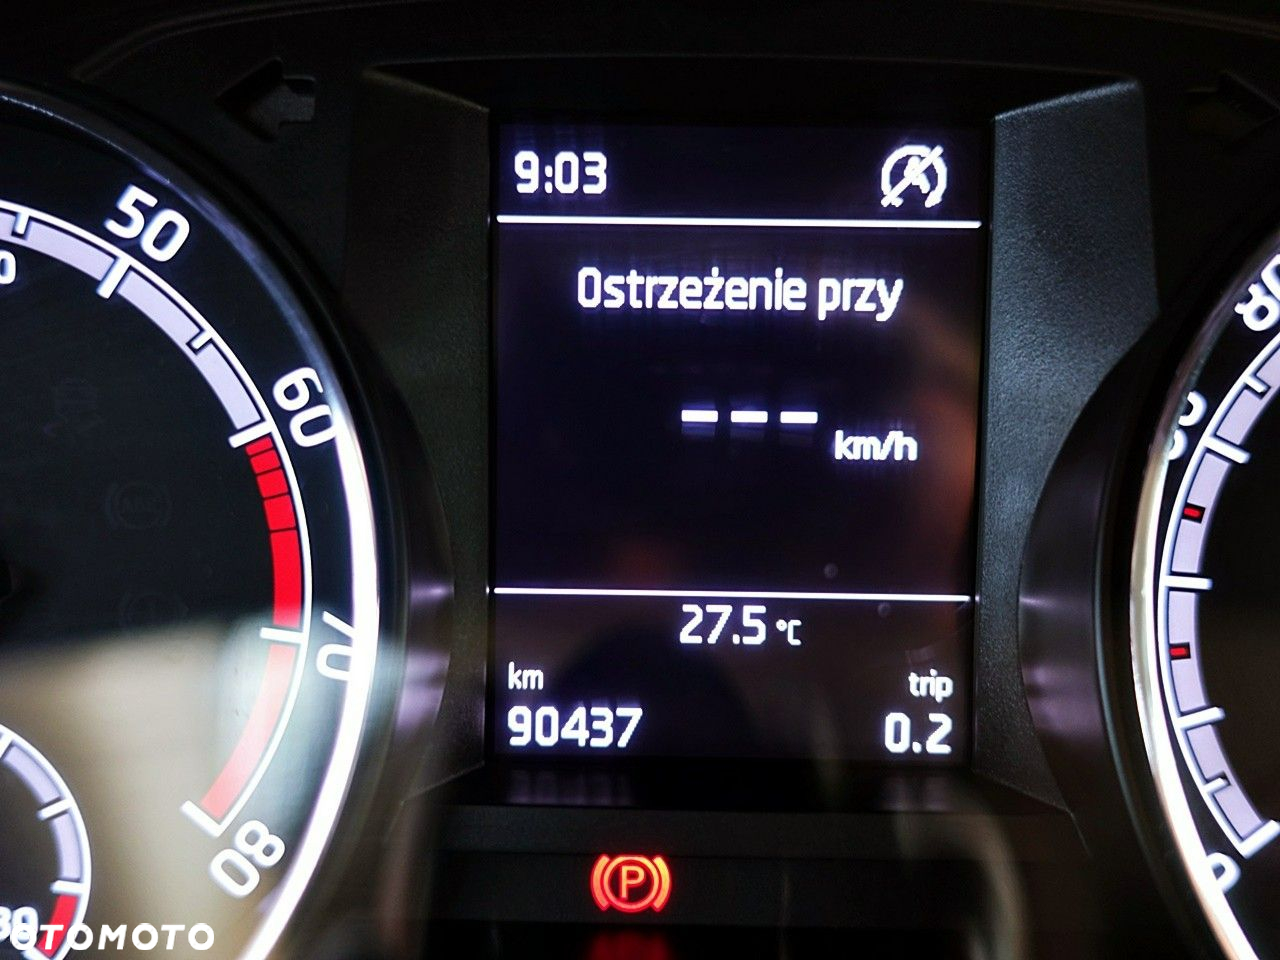 9:03
Ostrzeżenie przy
--- km/h
27.5 °C
km trip
90437 0.2
50
60
70
80
P
OTOMOTO